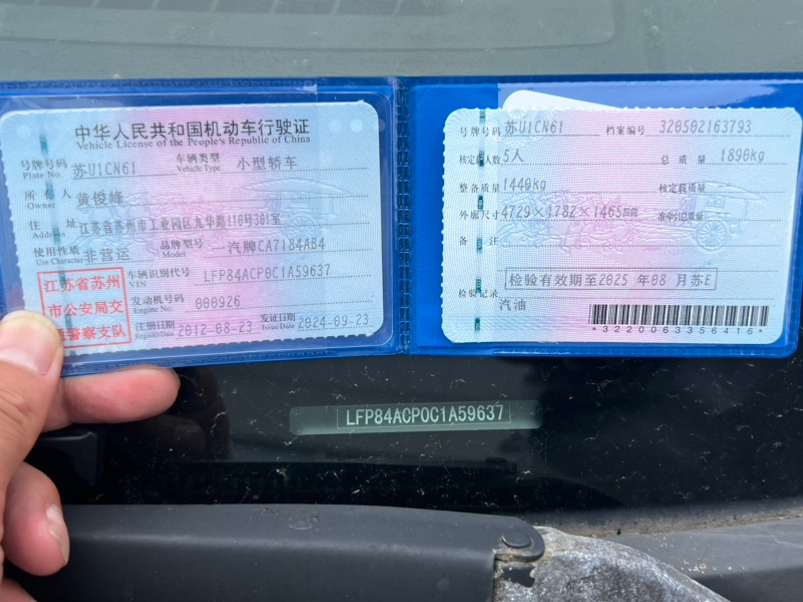 中华人民共和国机动车行驶证
Vehicle License of the People's Republic of China
号牌号码 苏U1CN61 车辆类型 小型轿车
Plate No. Vehicle Type
所有人 黄俊峰
Owner
住址 江苏省苏州市工业园区九华路110号301室
Address
使用性质 非营运 品牌型号 一汽牌CA7184AB4
Use Character Model
江苏省苏州
市公安局交
警察支队
车辆识别代号 LFP84ACP0C1A59637
VIN
发动机号码 000926
Engine No.
注册日期 2012-08-23 发证日期 2024-09-23
Register Date Issue Date
号牌号码 苏U1CN61 档案编号 320502163793
核定载人数 5人 总质量 1890kg
整备质量 1440kg 核定载质量
外廓尺寸 4729×1782×1465mm 准牵引总质量
备注
检验有效期至2025年08月苏E
检验记录
汽油
*3220063356416*
LFP84ACP0C1A59637